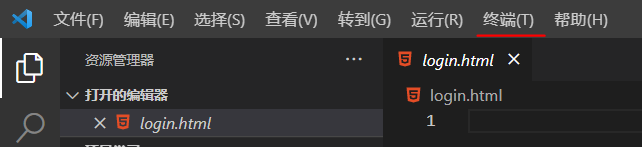 文件(F) 编辑(E) 选择(S) 查看(V) 转到(G) 运行(R) 终端(T) 帮助(H)
资源管理器 ···
login.html ×
打开的编辑器
login.html
× login.html
1